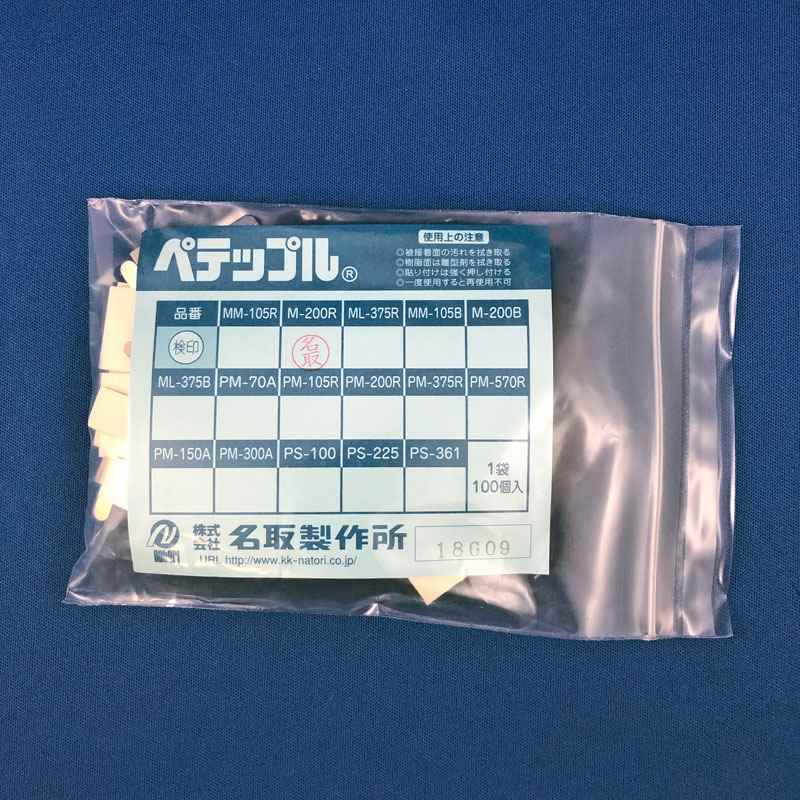 ペテップル®
使用上の注意
◎被接着面の汚れを拭き取る
◎樹脂面は離型剤を拭き取る
◎貼り付けは強く押し付ける
◎一度使用すると再使用不可
品番 MM-105R M-200R ML-375R MM-105B M-200B
検印 名取
ML-375B PM-70A PM-105R PM-200R PM-375R PM-570R
PM-150A PM-300A PS-100 PS-225 PS-361
1袋
100個入
株式会社 名取製作所
18G09
URL http://www.kk-natori.co.jp/